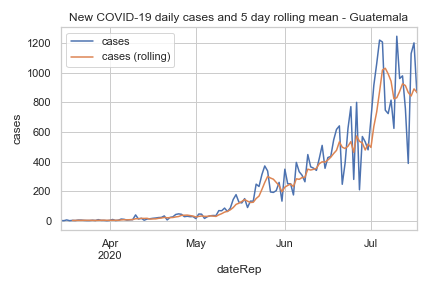 New COVID-19 daily cases and 5 day rolling mean - Guatemala
cases
cases (rolling)
1200
1000
800
600
400
200
0
cases
Apr
2020
May
Jun
Jul
dateRep